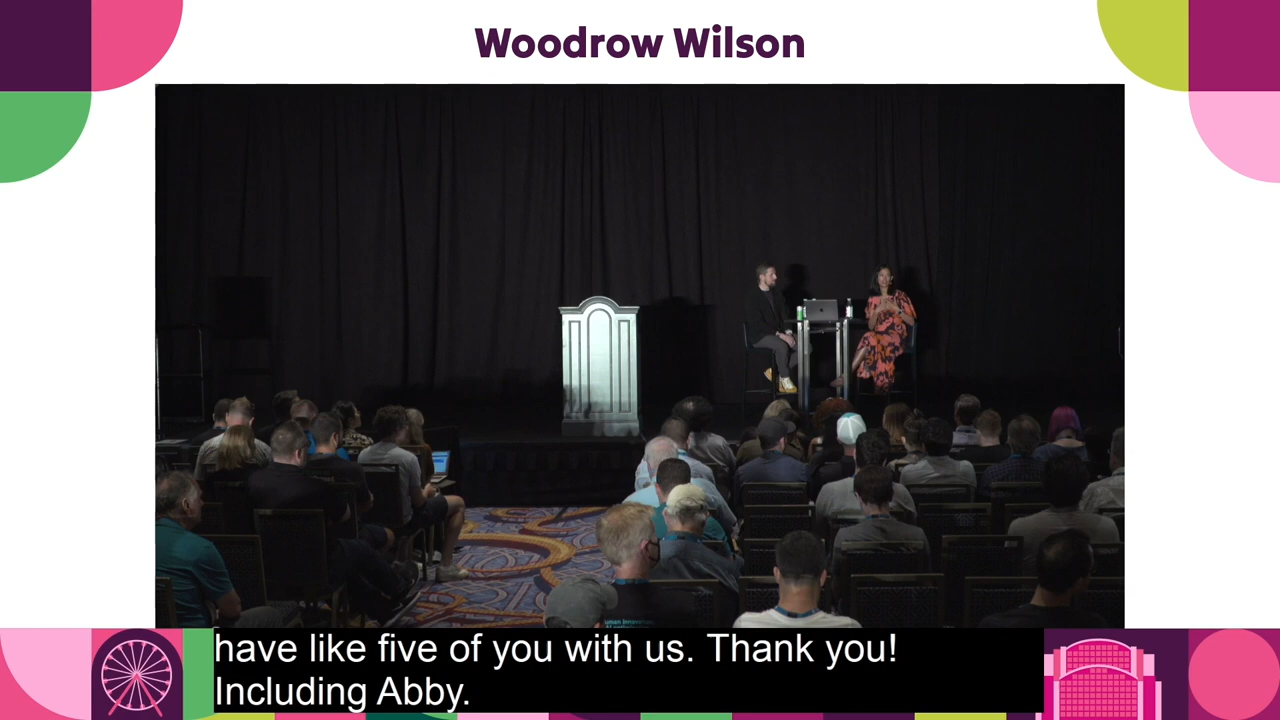 Woodrow Wilson
have like five of you with us. Thank you!
Including Abby.